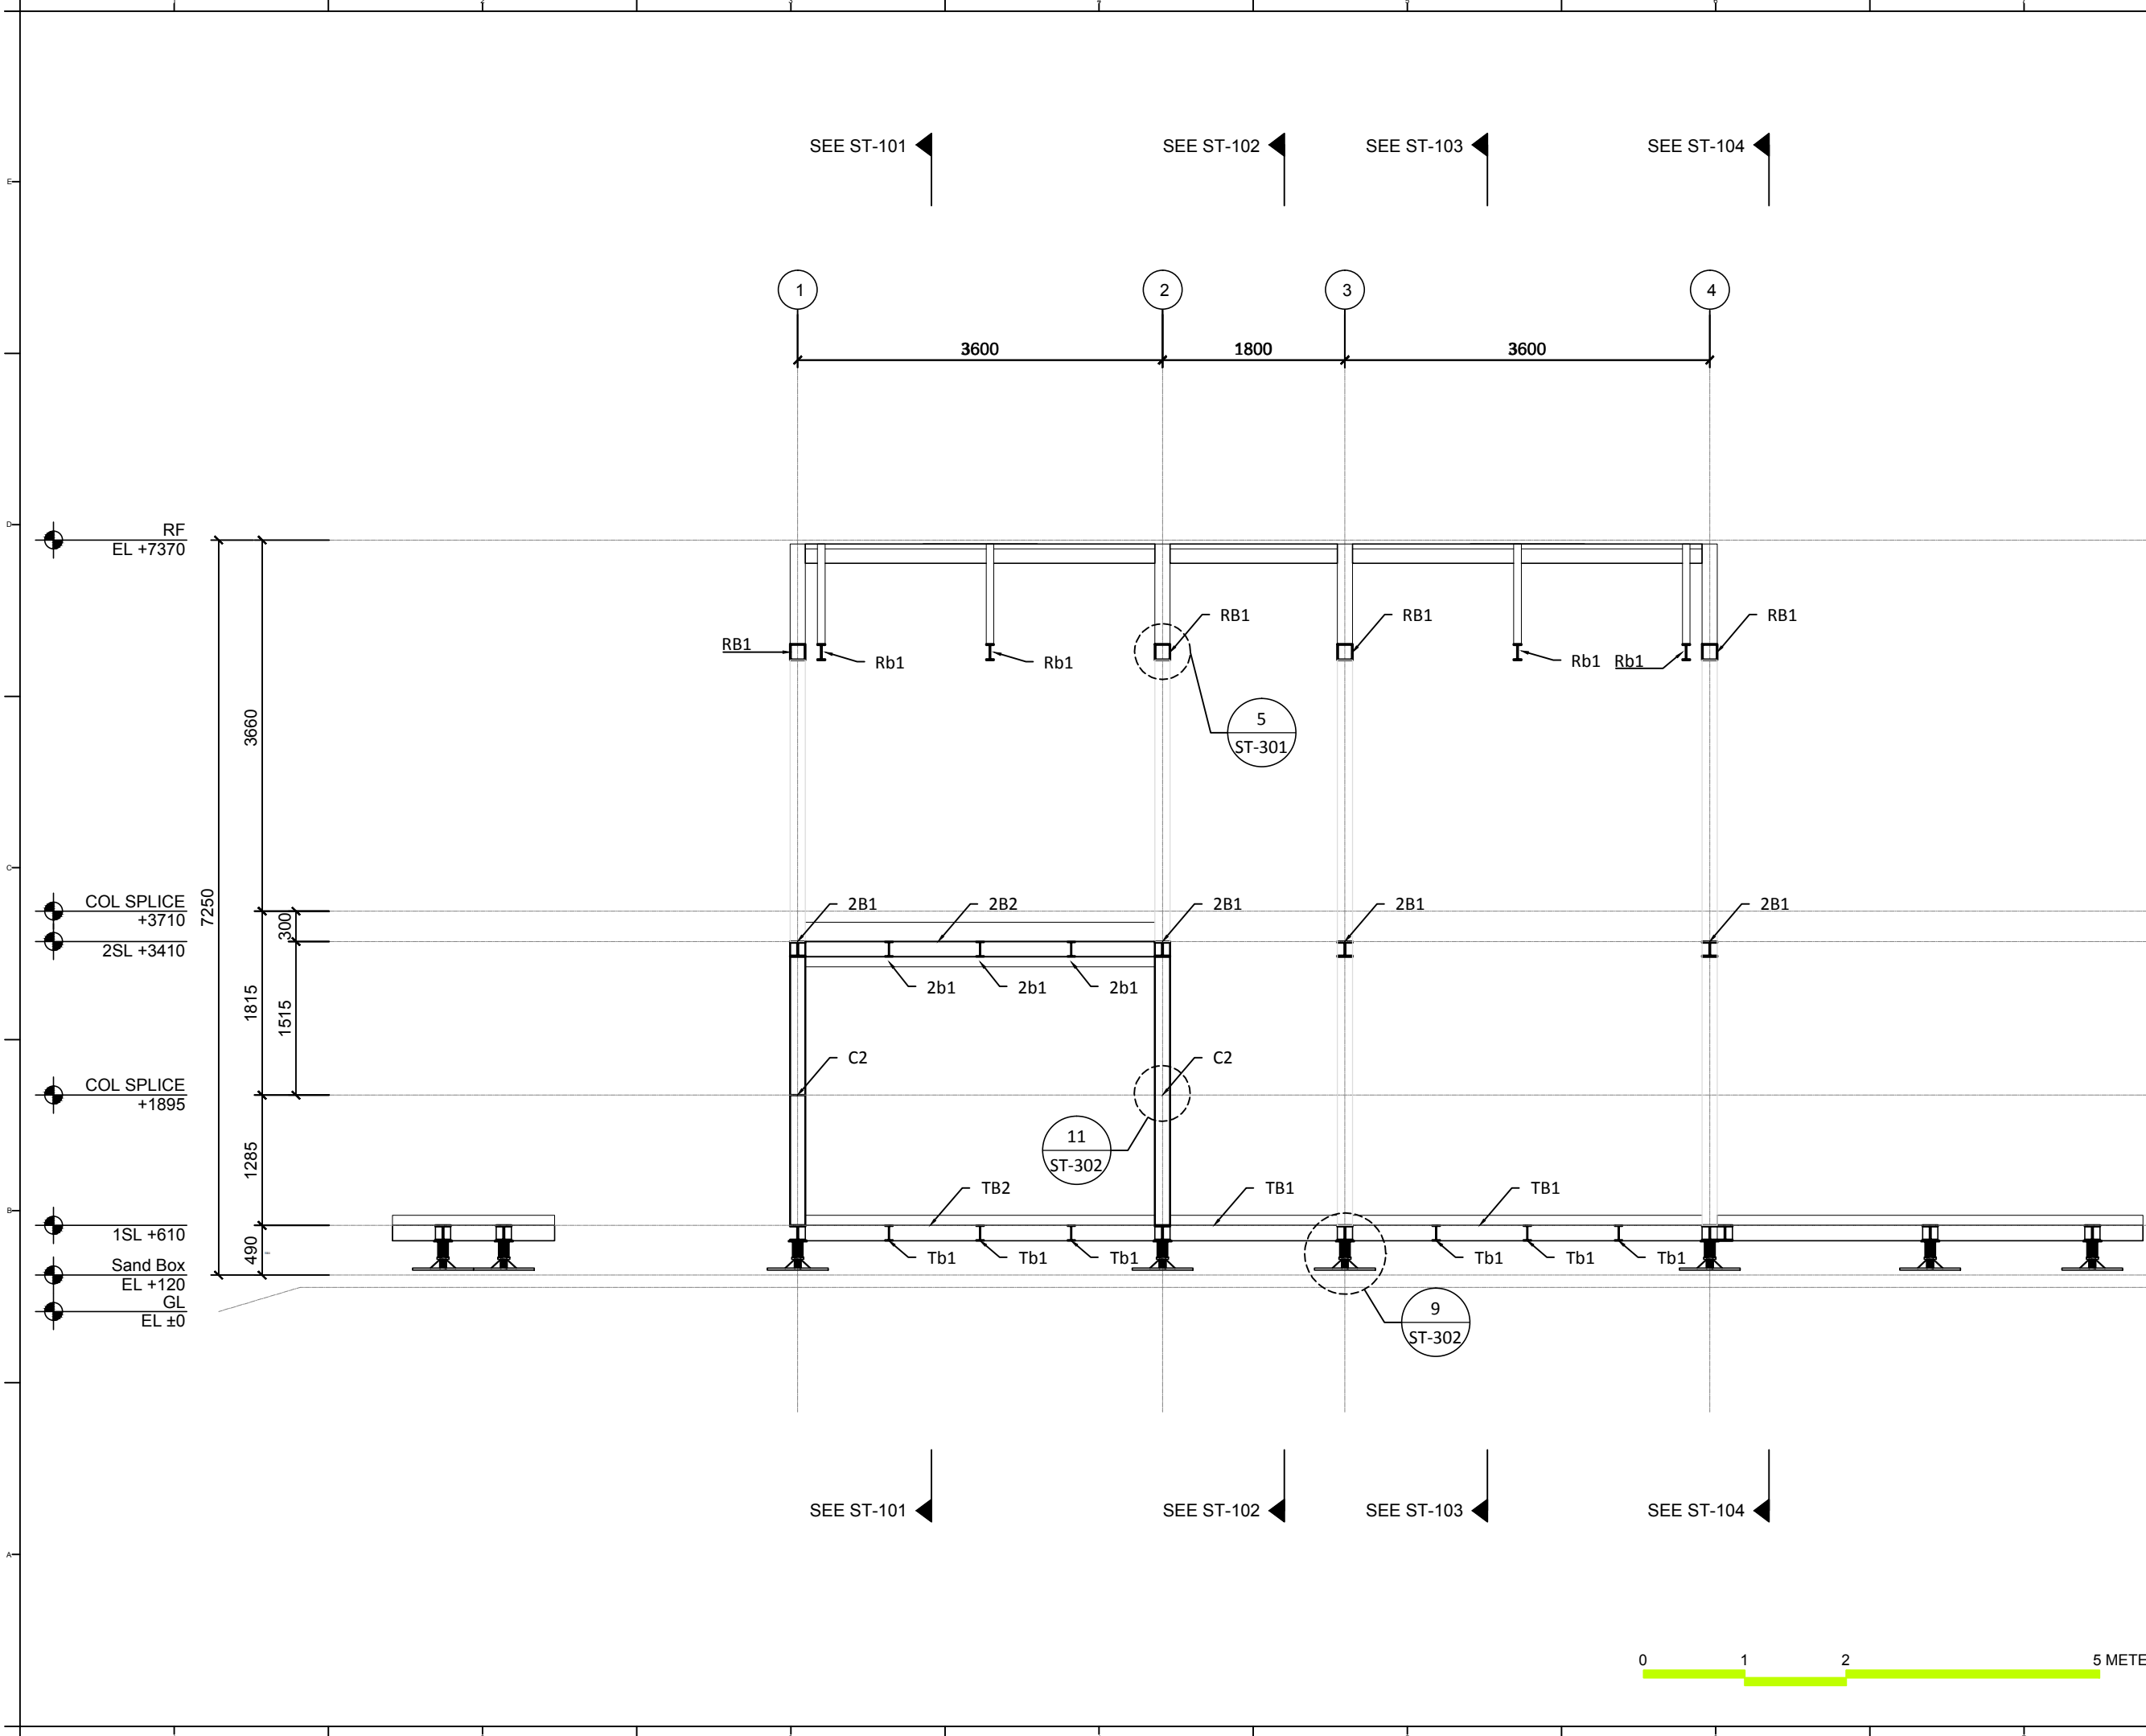 SEE ST-101 SEE ST-102 SEE ST-103 SEE ST-104
1 2 3 4
3600 1800 3600
E
D
RF
EL +7370
RB1 RB1 RB1
RB1 Rb1 Rb1 Rb1 Rb1
5
ST-301
3660
C
COL SPLICE
+3710
7250
300
2B1 2B2 2B1 2B1 2B1
2SL +3410
2b1 2b1 2b1
1815
1515
C2 C2
COL SPLICE
+1895
11
ST-302
1285
TB2 TB1 TB1
B
1SL +610
490
Tb1 Tb1 Tb1 Tb1 Tb1 Tb1
Sand Box
EL +120
GL
EL ±0
9
ST-302
SEE ST-101 SEE ST-102 SEE ST-103 SEE ST-104
A
0 1 2 5 METE